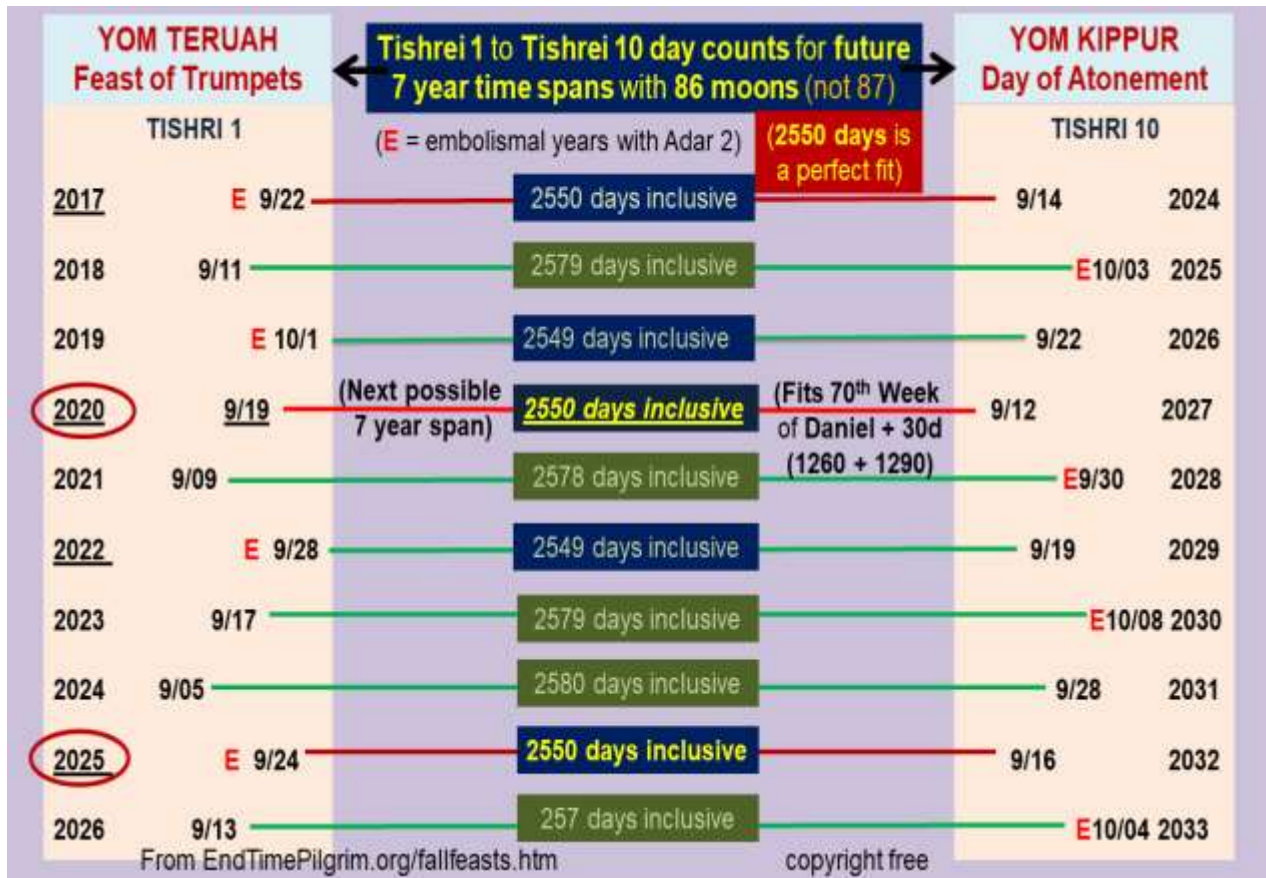 YOM TERUAH
Feast of Trumpets
Tishrei 1 to Tishrei 10 day counts for future
7 year time spans with 86 moons (not 87)
YOM KIPPUR
Day of Atonement
TISHRI 1
(E = embolismal years with Adar 2)
(2550 days is
a perfect fit)
TISHRI 10
2017 E 9/22 2550 days inclusive 9/14 2024
2018 9/11 2579 days inclusive E10/03 2025
2019 E 10/1 2549 days inclusive 9/22 2026
(Next possible
7 year span)
(Fits 70th Week
of Daniel + 30d
(1260 + 1290)
2020 9/19 2550 days inclusive 9/12 2027
2021 9/09 2578 days inclusive E9/30 2028
2022 E 9/28 2549 days inclusive 9/19 2029
2023 9/17 2579 days inclusive E10/08 2030
2024 9/05 2580 days inclusive 9/28 2031
2025 E 9/24 2550 days inclusive 9/16 2032
2026 9/13 257 days inclusive E10/04 2033
From EndTimePilgrim.org/fallfeasts.htm copyright free